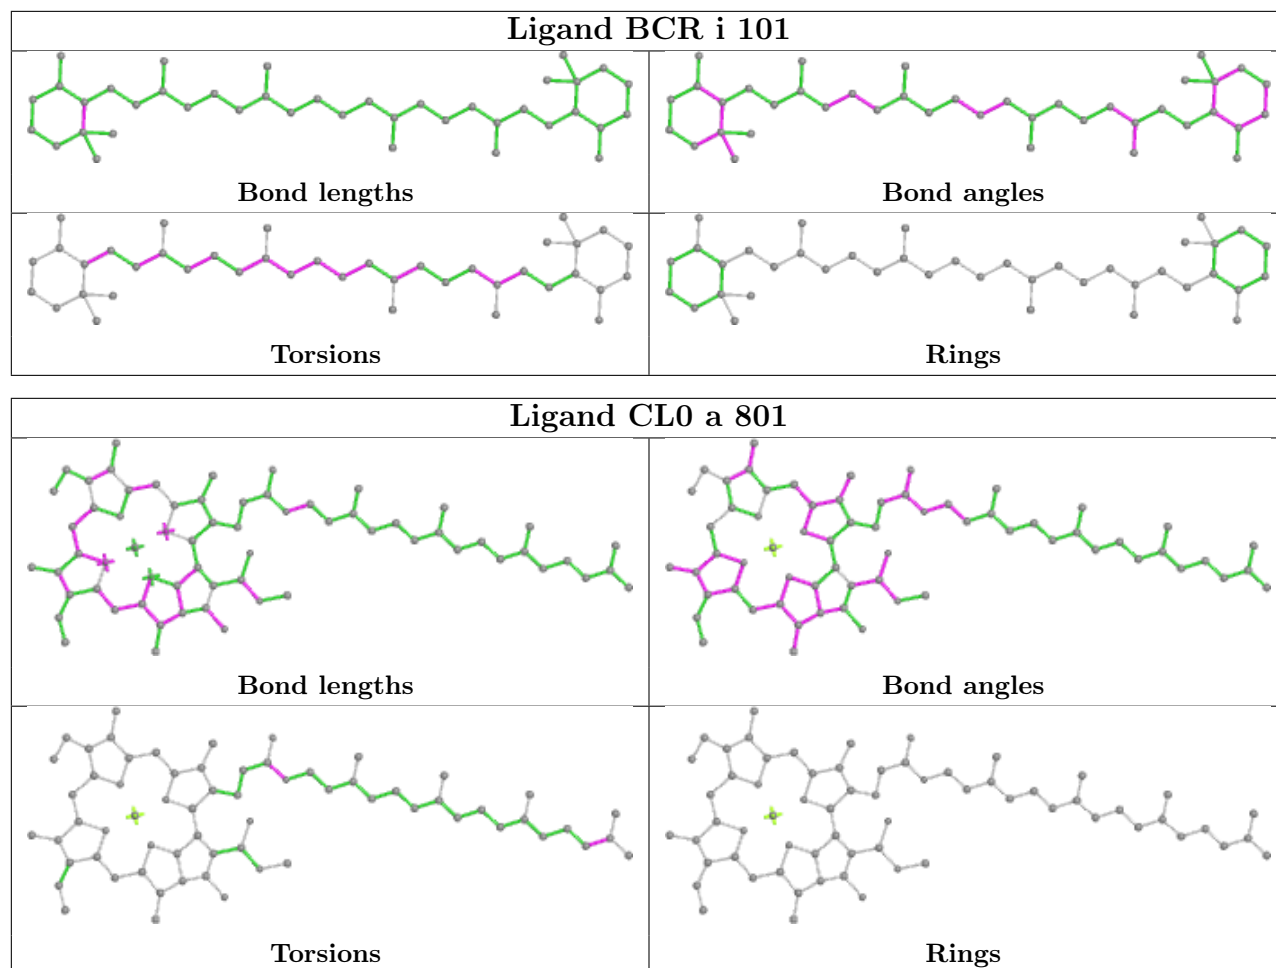 Ligand BCR i 101
Bond lengths
Bond angles
Torsions
Rings
Ligand CL0 a 801
Bond lengths
Bond angles
Torsions
Rings